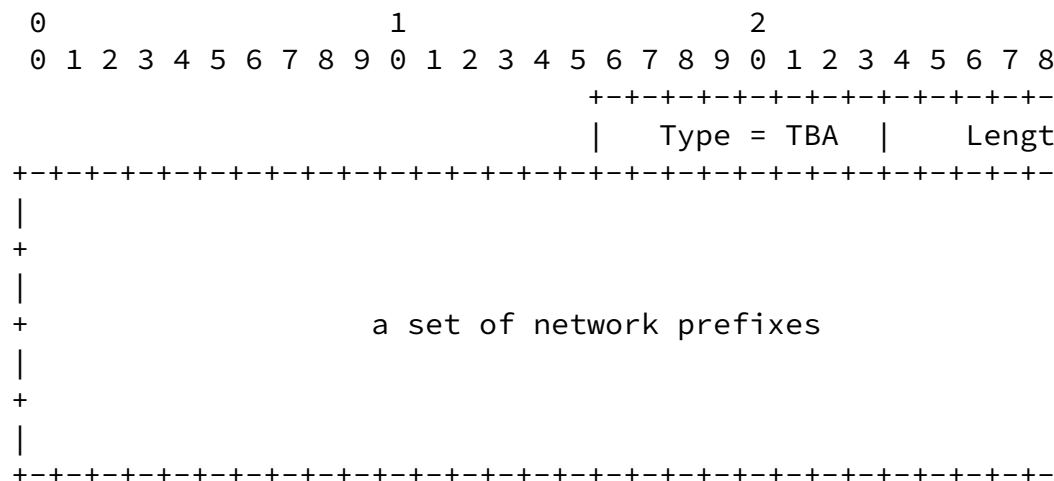 0                   1                   2
 0 1 2 3 4 5 6 7 8 9 0 1 2 3 4 5 6 7 8 9 0 1 2 3 4 5 6 7 8
                                +-+-+-+-+-+-+-+-+-+-+-+-+-
                                |   Type = TBA  |    Lengt
+-+-+-+-+-+-+-+-+-+-+-+-+-+-+-+-+-+-+-+-+-+-+-+-+-+-+-+-+-
|
+
|
+                   a set of network prefixes
|
+
|
+-+-+-+-+-+-+-+-+-+-+-+-+-+-+-+-+-+-+-+-+-+-+-+-+-+-+-+-+-